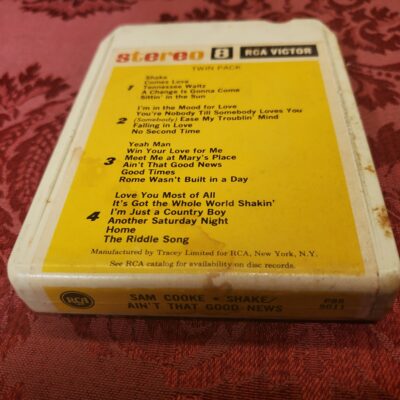 stereo 8 RCA VICTOR
TWIN PACK
1 Shake
Comes Love
Tennessee Waltz
A Change Is Gonna Come
Sittin' in the Sun
2 I'm in the Mood for Love
You're Nobody Till Somebody Loves You
(Somebody) Ease My Troublin' Mind
Falling in Love
No Second Time
3 Yeah Man
Win Your Love for Me
Meet Me at Mary's Place
Ain't That Good News
Good Times
Rome Wasn't Built in a Day
4 Love You Most of All
It's Got the Whole World Shakin'
I'm Just a Country Boy
Another Saturday Night
Home
The Riddle Song
Manufactured by Tracey Limited for RCA, New York, N.Y.
See RCA catalog for availability on disc records.
RCA SAM COOKE • SHAKE/
AIN'T THAT GOOD NEWS
P8S
5011